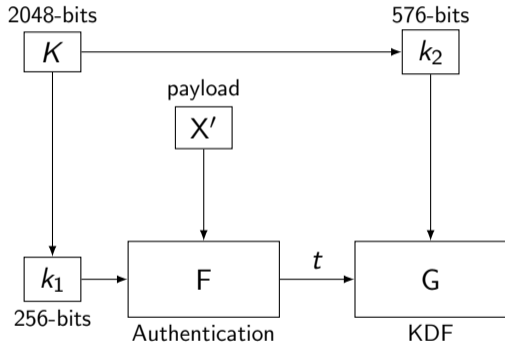 2048-bits
576-bits
K
k2
payload
X′
F
t
G
k1
256-bits
Authentication
KDF